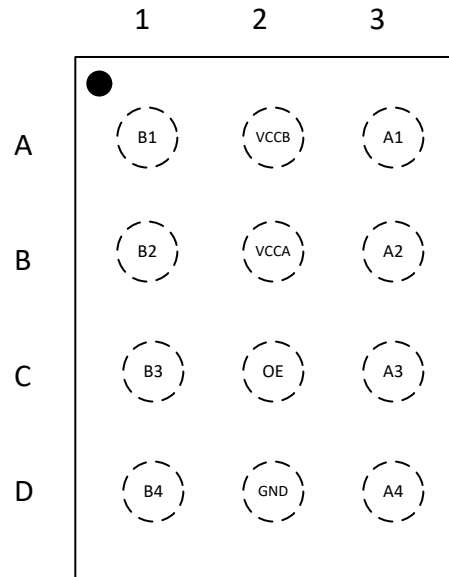 1 2 3
A B1 VCCB A1
B B2 VCCA A2
C B3 OE A3
D B4 GND A4